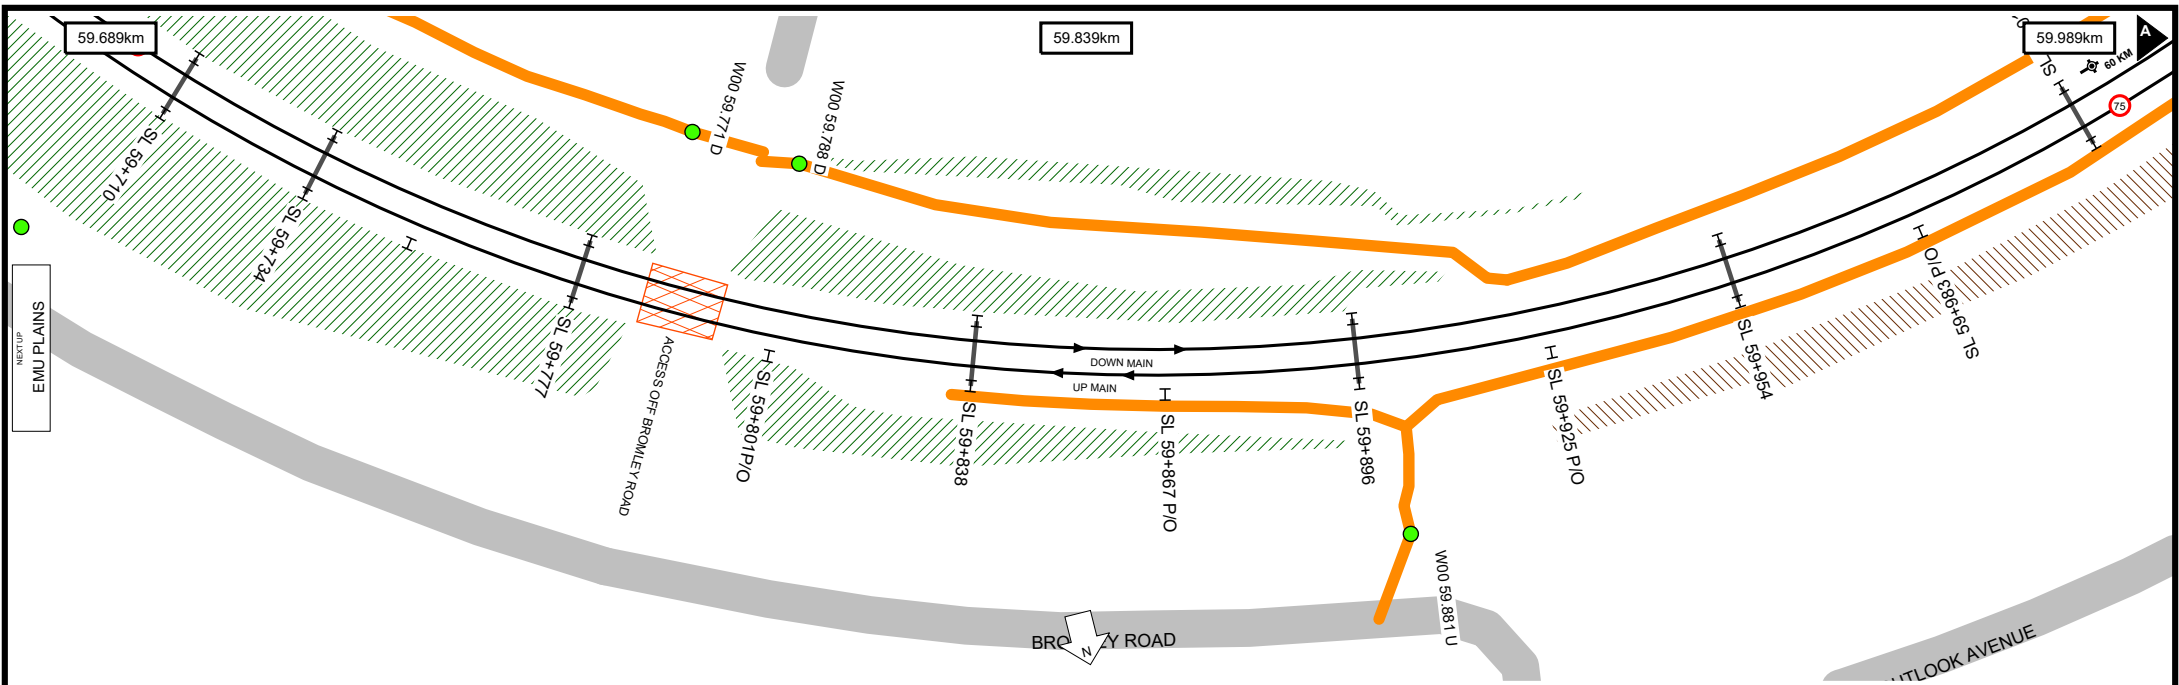 59.689km
59.839km
59.989km
A
60 KM
75
SL
W00 59.771 D
W00 59.788 D
SL 59+710
SL 59+734
SL 59+777
ACCESS OFF BROMLEY ROAD
SL 59+801P/O
SL 59+838
DOWN MAIN
UP MAIN
SL 59+867 P/O
SL 59+896
SL 59+925 P/O
SL 59+954
SL 59+983 P/O
NEXT UP
EMU PLAINS
W00 59.881 U
BRO Y ROAD
N
UTLOOK AVENUE